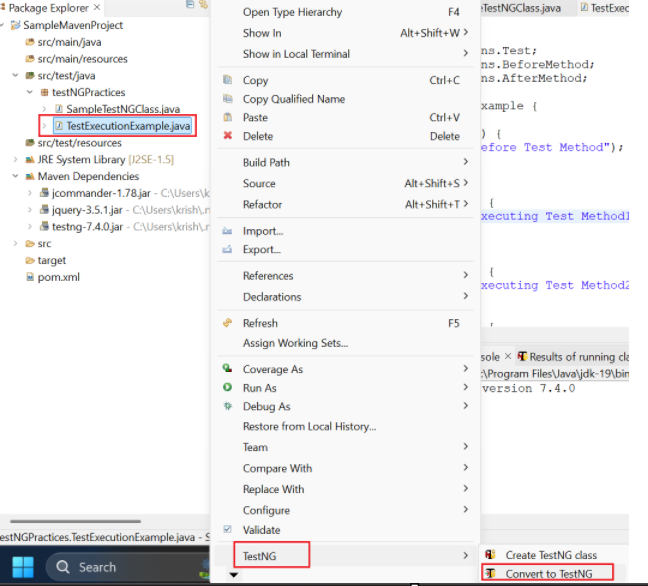 Package Explorer ×
SampleMavenProject
src/main/java
src/main/resources
src/test/java
testNGPractices
SampleTestNGClass.java
TestExecutionExample.java
src/test/resources
JRE System Library [J2SE-1.5]
Maven Dependencies
jcommander-1.78.jar - C:\Users\k
jquery-3.5.1.jar - C:\Users\krish\.r
testng-7.4.0.jar - C:\Users\krish\.m
src
target
pom.xml
estNGPractices.TestExecutionExample.java - S
Search
Open Type Hierarchy F4
Show In Alt+Shift+W >
Show in Local Terminal >
Copy Ctrl+C
Copy Qualified Name
Paste Ctrl+V
Delete Delete
Build Path >
Source Alt+Shift+S >
Refactor Alt+Shift+T >
Import...
Export...
References >
Declarations >
Refresh F5
Assign Working Sets...
Coverage As >
Run As >
Debug As >
Restore from Local History...
Team >
Compare With >
Replace With >
Configure >
Validate
TestNG >
Create TestNG class
Convert to TestNG
eTestNGClass.java TestExec
ns.Test;
ns.BeforeMethod;
ns.AfterMethod;
xample {
) {
efore Test Method");
{
xecuting Test Method1
{
xecuting Test Method2
{
sole × Results of running cla
:\Program Files\Java\jdk-19\bin
version 7.4.0